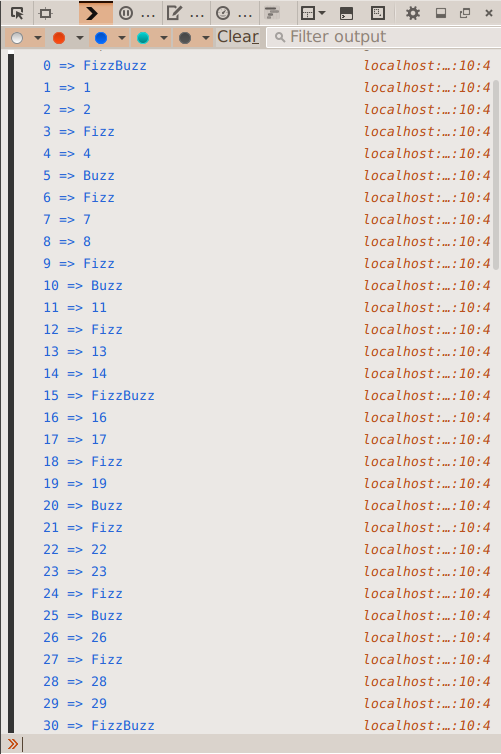 ... ... ...
Clear Filter output
0 => FizzBuzz localhost:…:10:4
1 => 1 localhost:…:10:4
2 => 2 localhost:…:10:4
3 => Fizz localhost:…:10:4
4 => 4 localhost:…:10:4
5 => Buzz localhost:…:10:4
6 => Fizz localhost:…:10:4
7 => 7 localhost:…:10:4
8 => 8 localhost:…:10:4
9 => Fizz localhost:…:10:4
10 => Buzz localhost:…:10:4
11 => 11 localhost:…:10:4
12 => Fizz localhost:…:10:4
13 => 13 localhost:…:10:4
14 => 14 localhost:…:10:4
15 => FizzBuzz localhost:…:10:4
16 => 16 localhost:…:10:4
17 => 17 localhost:…:10:4
18 => Fizz localhost:…:10:4
19 => 19 localhost:…:10:4
20 => Buzz localhost:…:10:4
21 => Fizz localhost:…:10:4
22 => 22 localhost:…:10:4
23 => 23 localhost:…:10:4
24 => Fizz localhost:…:10:4
25 => Buzz localhost:…:10:4
26 => 26 localhost:…:10:4
27 => Fizz localhost:…:10:4
28 => 28 localhost:…:10:4
29 => 29 localhost:…:10:4
30 => FizzBuzz localhost:…:10:4
»